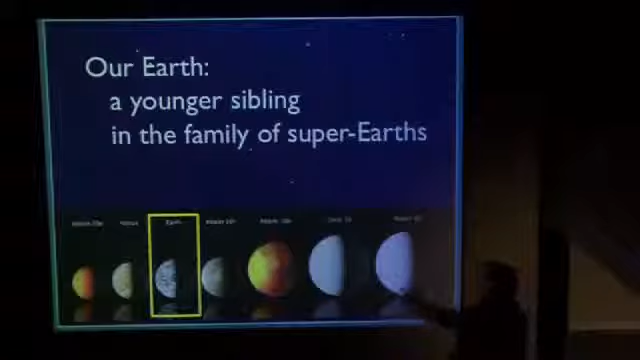 Our Earth:
a younger sibling
in the family of super-Earths
Earth